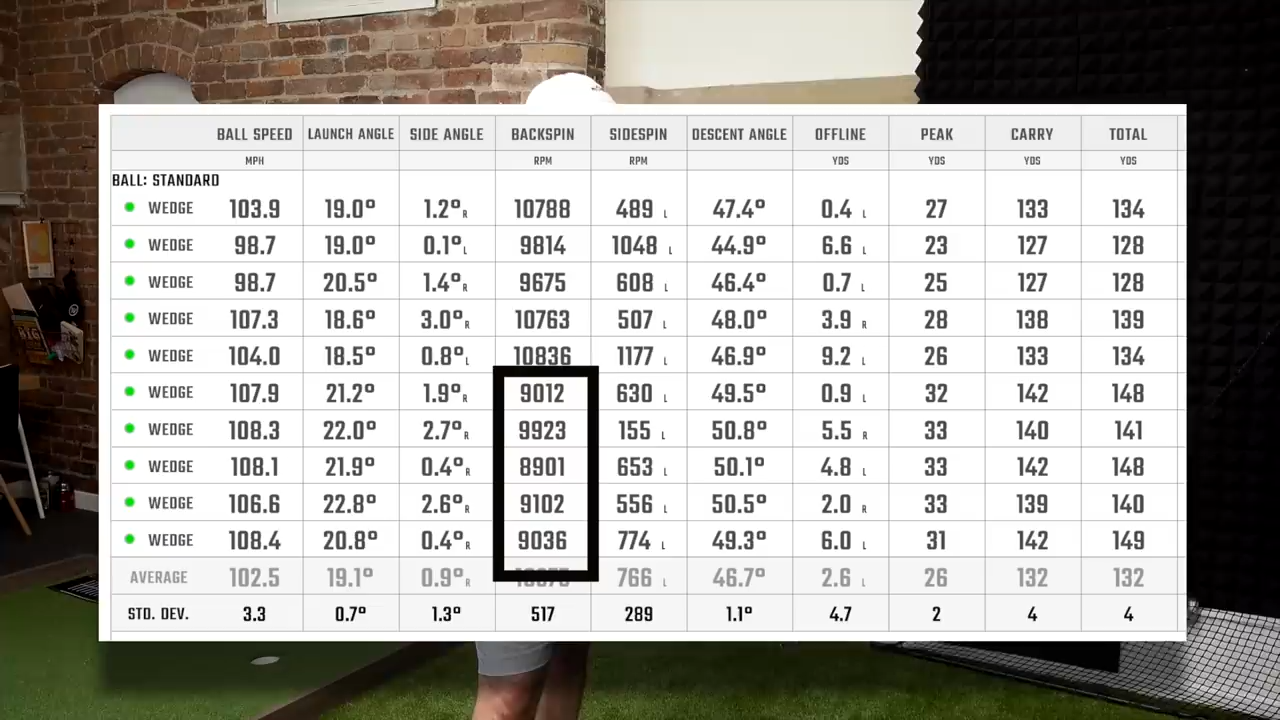 BALL SPEED LAUNCH ANGLE SIDE ANGLE BACKSPIN SIDESPIN DESCENT ANGLE OFFLINE PEAK CARRY TOTAL
MPH RPM RPM YDS YDS YDS YDS
BALL: STANDARD
WEDGE 103.9 19.0° 1.2° R 10788 489 L 47.4° 0.4 L 27 133 134
WEDGE 98.7 19.0° 0.1° L 9814 1048 L 44.9° 6.6 L 23 127 128
WEDGE 98.7 20.5° 1.4° R 9675 608 L 46.4° 0.7 L 25 127 128
WEDGE 107.3 18.6° 3.0° R 10763 507 L 48.0° 3.9 R 28 138 139
WEDGE 104.0 18.5° 0.8° L 10836 1177 L 46.9° 9.2 L 26 133 134
WEDGE 107.9 21.2° 1.9° R 9012 630 L 49.5° 0.9 L 32 142 148
WEDGE 108.3 22.0° 2.7° R 9923 155 L 50.8° 5.5 R 33 140 141
WEDGE 108.1 21.9° 0.4° R 8901 653 L 50.1° 4.8 L 33 142 148
WEDGE 106.6 22.8° 2.6° R 9102 556 L 50.5° 2.0 R 33 139 140
WEDGE 108.4 20.8° 0.4° R 9036 774 L 49.3° 6.0 L 31 142 149
AVERAGE 102.5 19.1° 0.9° R 766 L 46.7° 2.6 L 26 132 132
STD. DEV. 3.3 0.7° 1.3° 517 289 1.1° 4.7 2 4 4
BIG